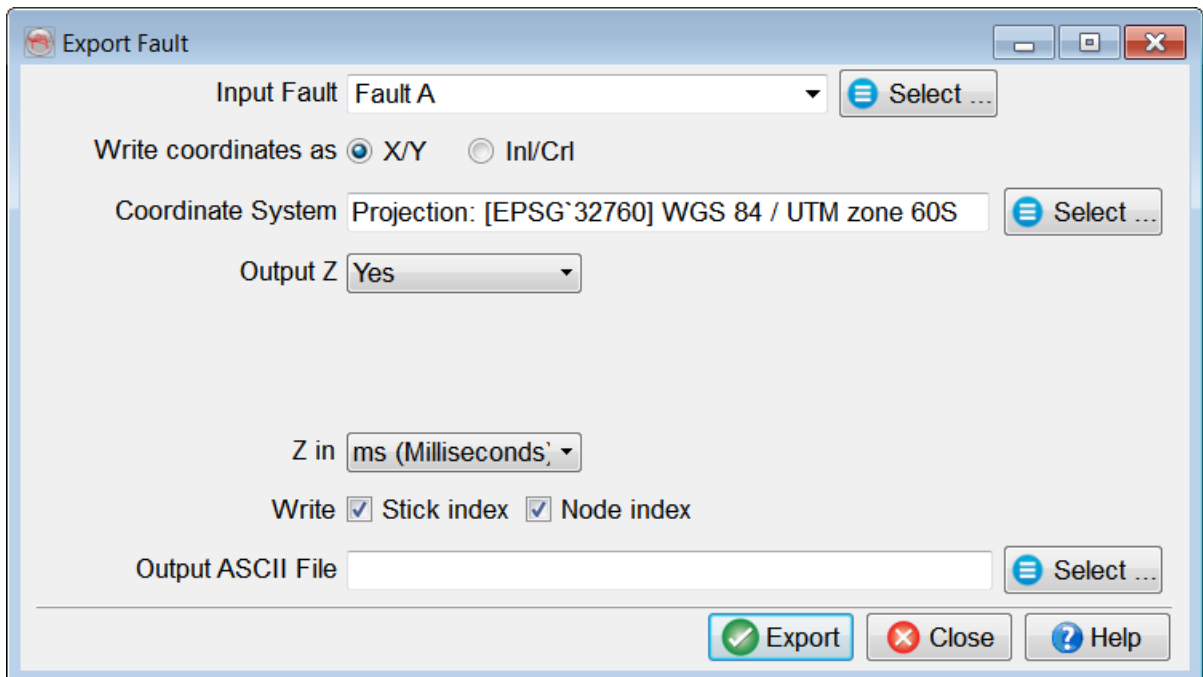 Export Fault
Input Fault Fault A Select ...
Write coordinates as X/Y Inl/Crl
Coordinate System Projection: [EPSG`32760] WGS 84 / UTM zone 60S Select ...
Output Z Yes
Z in ms (Milliseconds)
Write Stick index Node index
Output ASCII File Select ...
Export Close Help